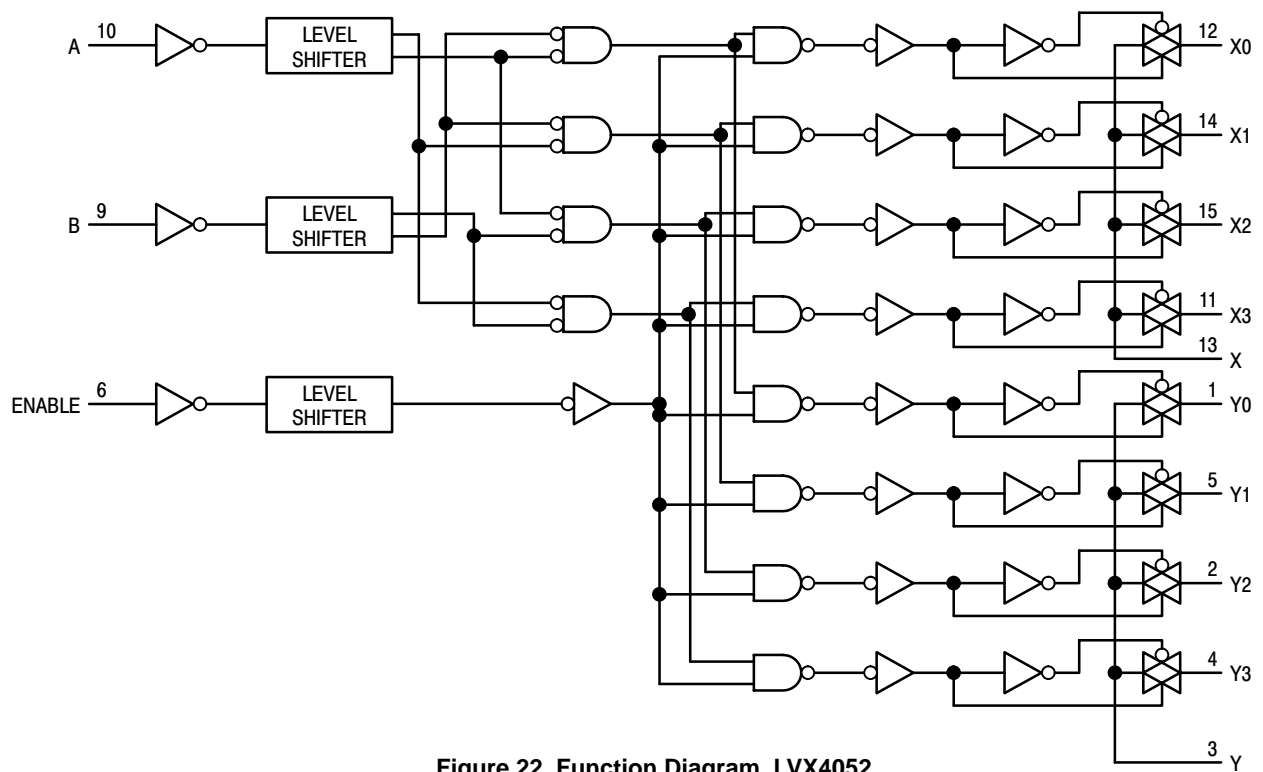 10
A
LEVEL
SHIFTER
12
X0
14
X1
9
B
LEVEL
SHIFTER
15
X2
11
X3
13
X
6
ENABLE
LEVEL
SHIFTER
1
Y0
5
Y1
2
Y2
4
Y3
3
Y
Figure 22. Function Diagram, LVX4052